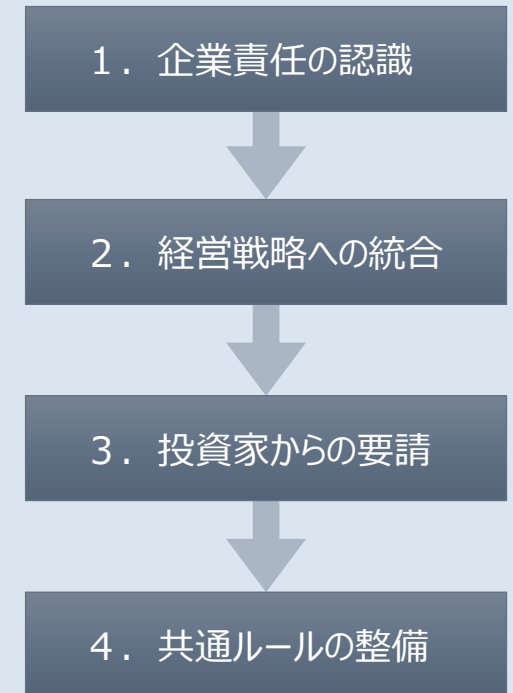 １．企業責任の認識
２．経営戦略への統合
３．投資家からの要請
４．共通ルールの整備